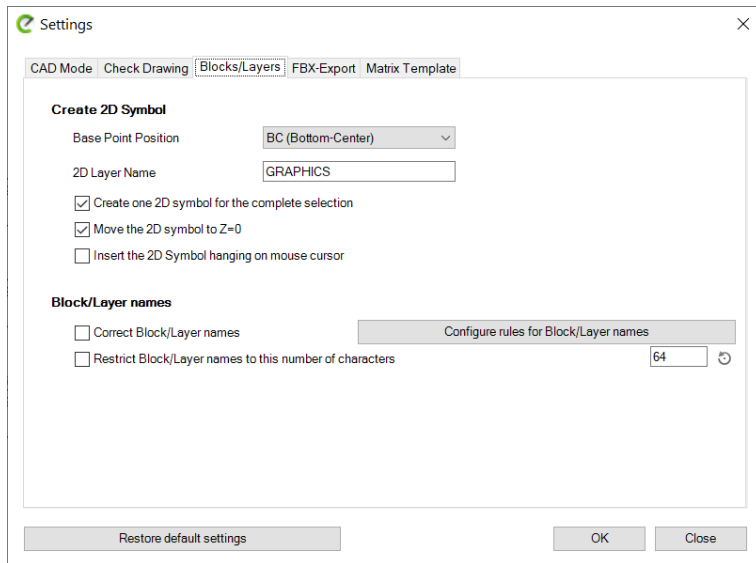 Settings
CAD Mode Check Drawing Blocks/Layers FBX-Export Matrix Template
Create 2D Symbol
Base Point Position BC (Bottom-Center)
2D Layer Name GRAPHICS
Create one 2D symbol for the complete selection
Move the 2D symbol to Z=0
Insert the 2D Symbol hanging on mouse cursor
Block/Layer names
Correct Block/Layer names Configure rules for Block/Layer names
Restrict Block/Layer names to this number of characters 64
Restore default settings OK Close